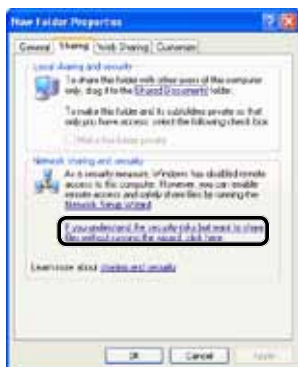 New Folder Properties
General Sharing Web Sharing Customize
Local sharing and security
To share this folder with other users of this computer
only, drag it to the Shared Documents folder.
To make this folder and its subfolders private so that
only you have access, select the following check box.
Make this folder private
Network sharing and security
As a security measure, Windows has disabled remote
access to this computer. However, you can enable
remote access and safely share files by running the
Network Setup Wizard
If you understand the security risks but want to share
files without running the wizard, click here.
Learn more about sharing and security.
OK Cancel Apply